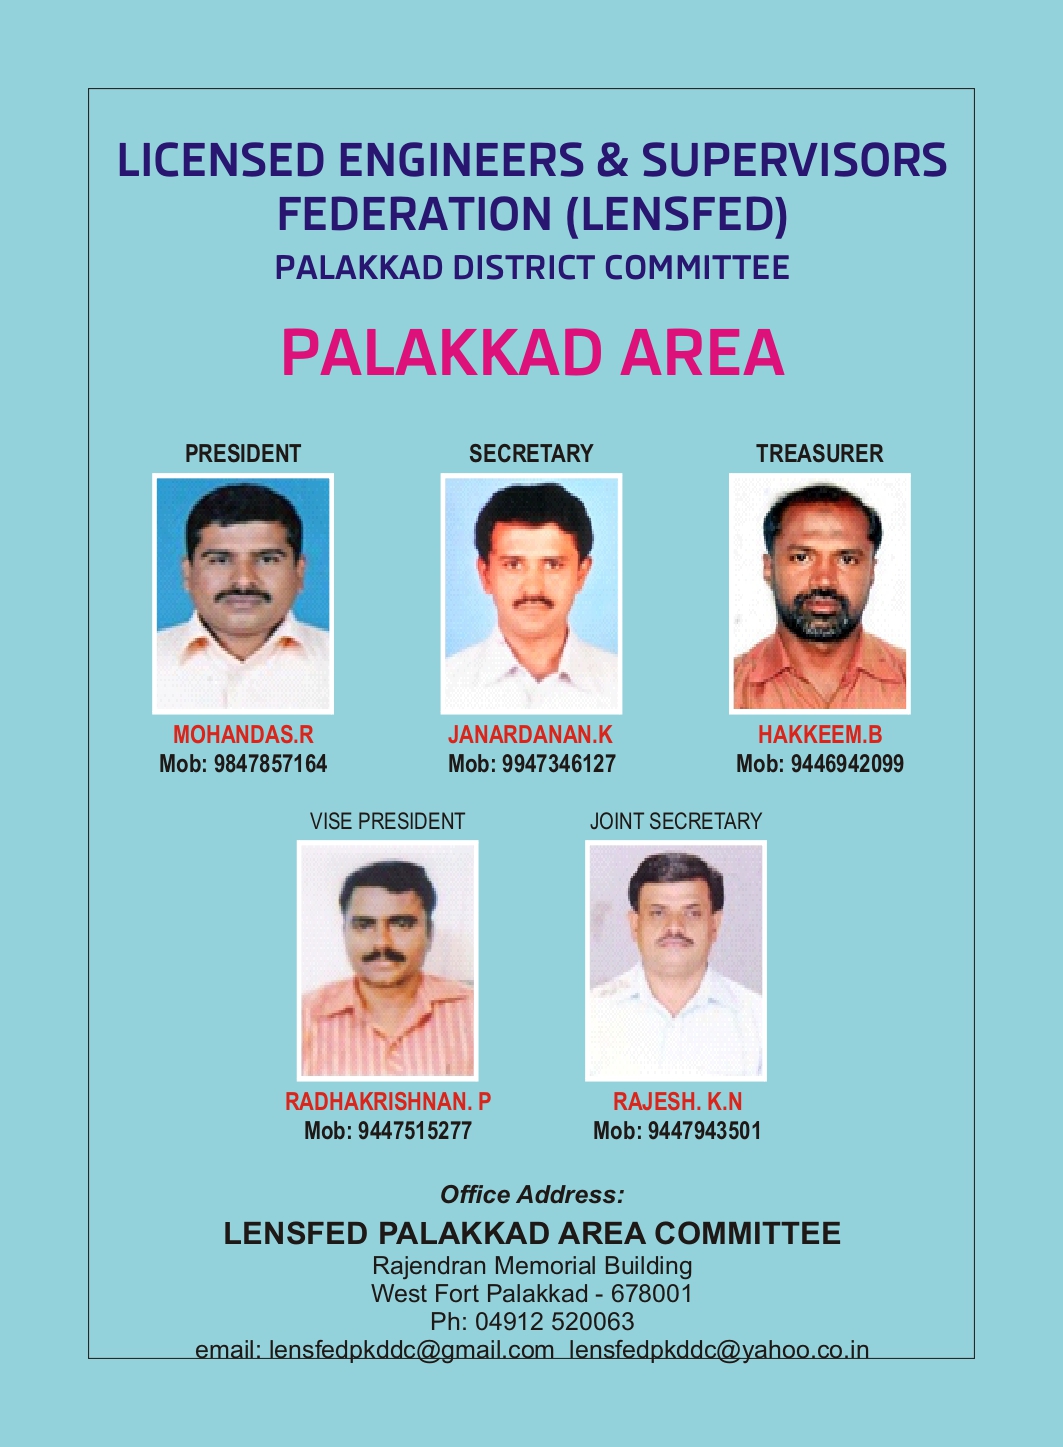 LICENSED ENGINEERS & SUPERVISORS
FEDERATION (LENSFED)
PALAKKAD DISTRICT COMMITTEE
PALAKKAD AREA
PRESIDENT
MOHANDAS.R
Mob: 9847857164
SECRETARY
JANARDANAN.K
Mob: 9947346127
TREASURER
HAKKEEM.B
Mob: 9446942099
VISE PRESIDENT
RADHAKRISHNAN. P
Mob: 9447515277
JOINT SECRETARY
RAJESH. K.N
Mob: 9447943501
Office Address:
LENSFED PALAKKAD AREA COMMITTEE
Rajendran Memorial Building
West Fort Palakkad - 678001
Ph: 04912 520063
email: lensfedpkddc@gmail.com  lensfedpkddc@yahoo.co.in